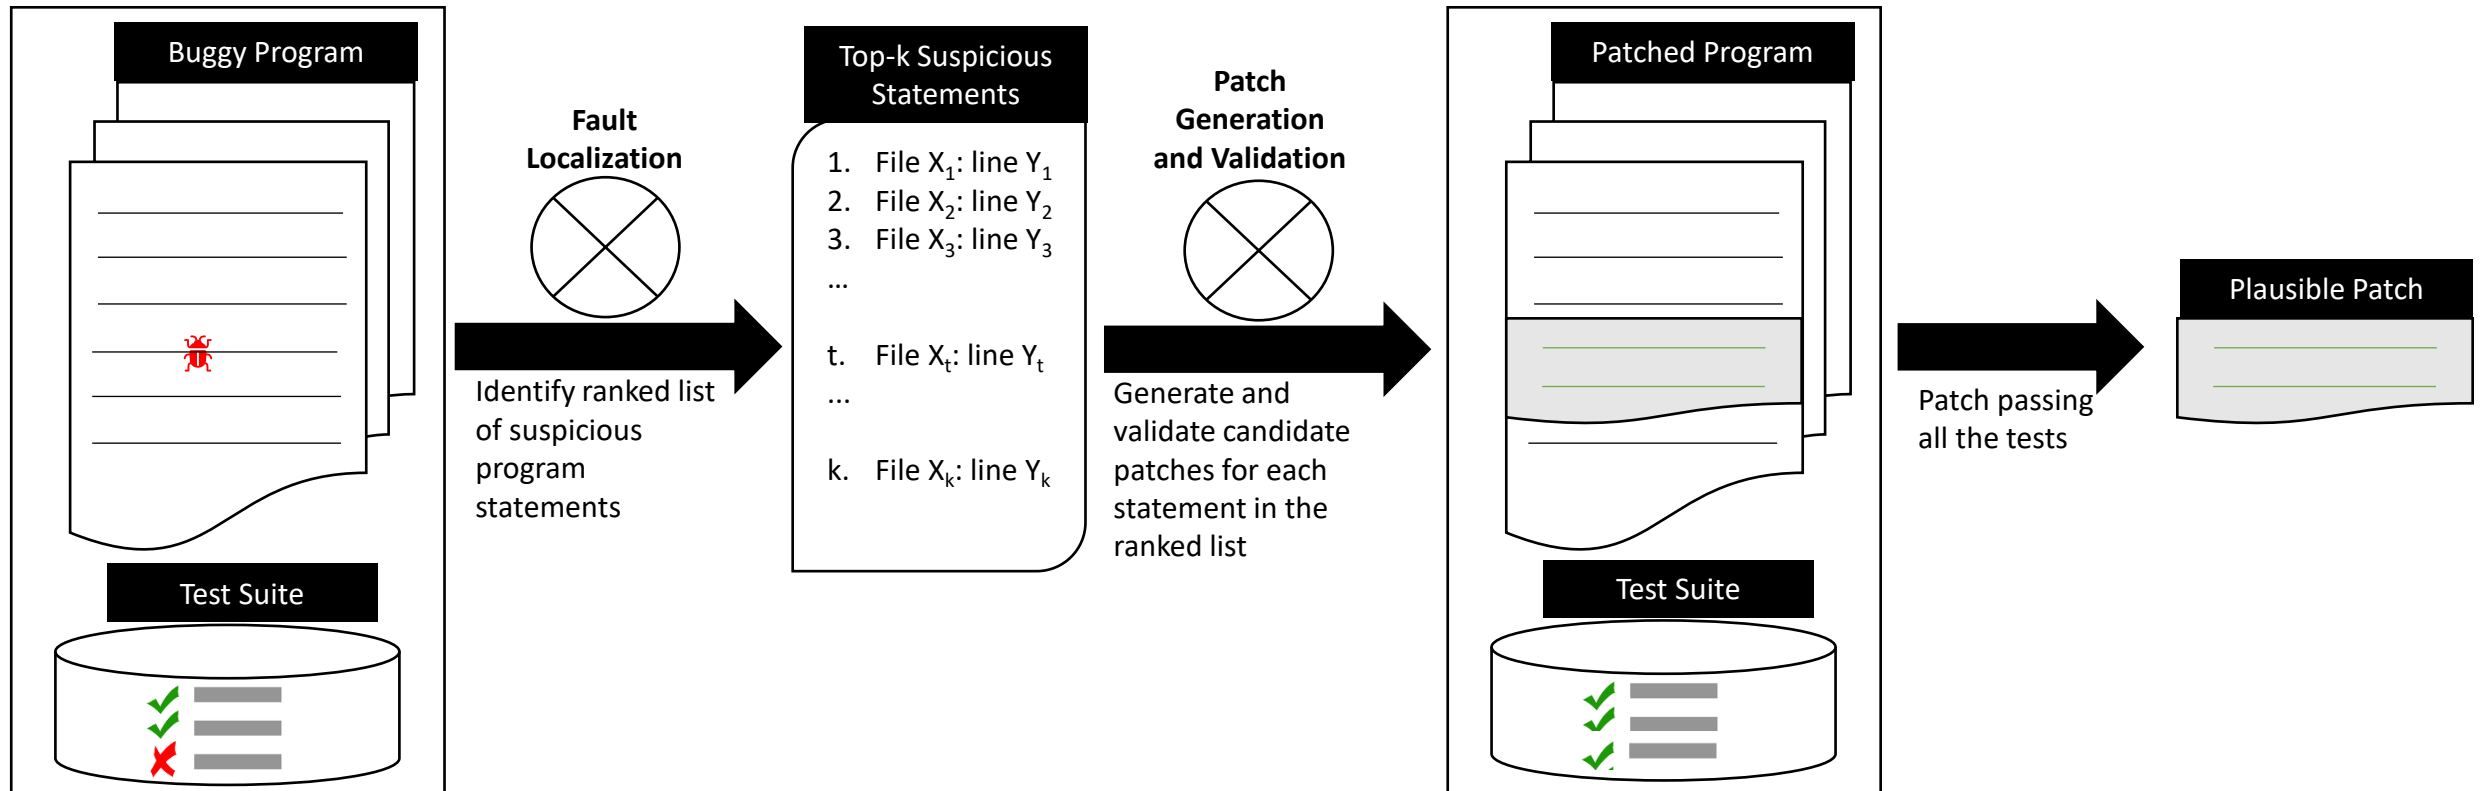 Buggy Program
Test Suite
Fault
Localization
Identify ranked list
of suspicious
program
statements
Top-k Suspicious
Statements
1. File X₁: line Y₁
2. File X₂: line Y₂
3. File X₃: line Y₃
...
t. File Xₜ: line Yₜ
...
k. File Xₖ: line Yₖ
Patch
Generation
and Validation
Generate and
validate candidate
patches for each
statement in the
ranked list
Patched Program
Test Suite
Patch passing
all the tests
Plausible Patch